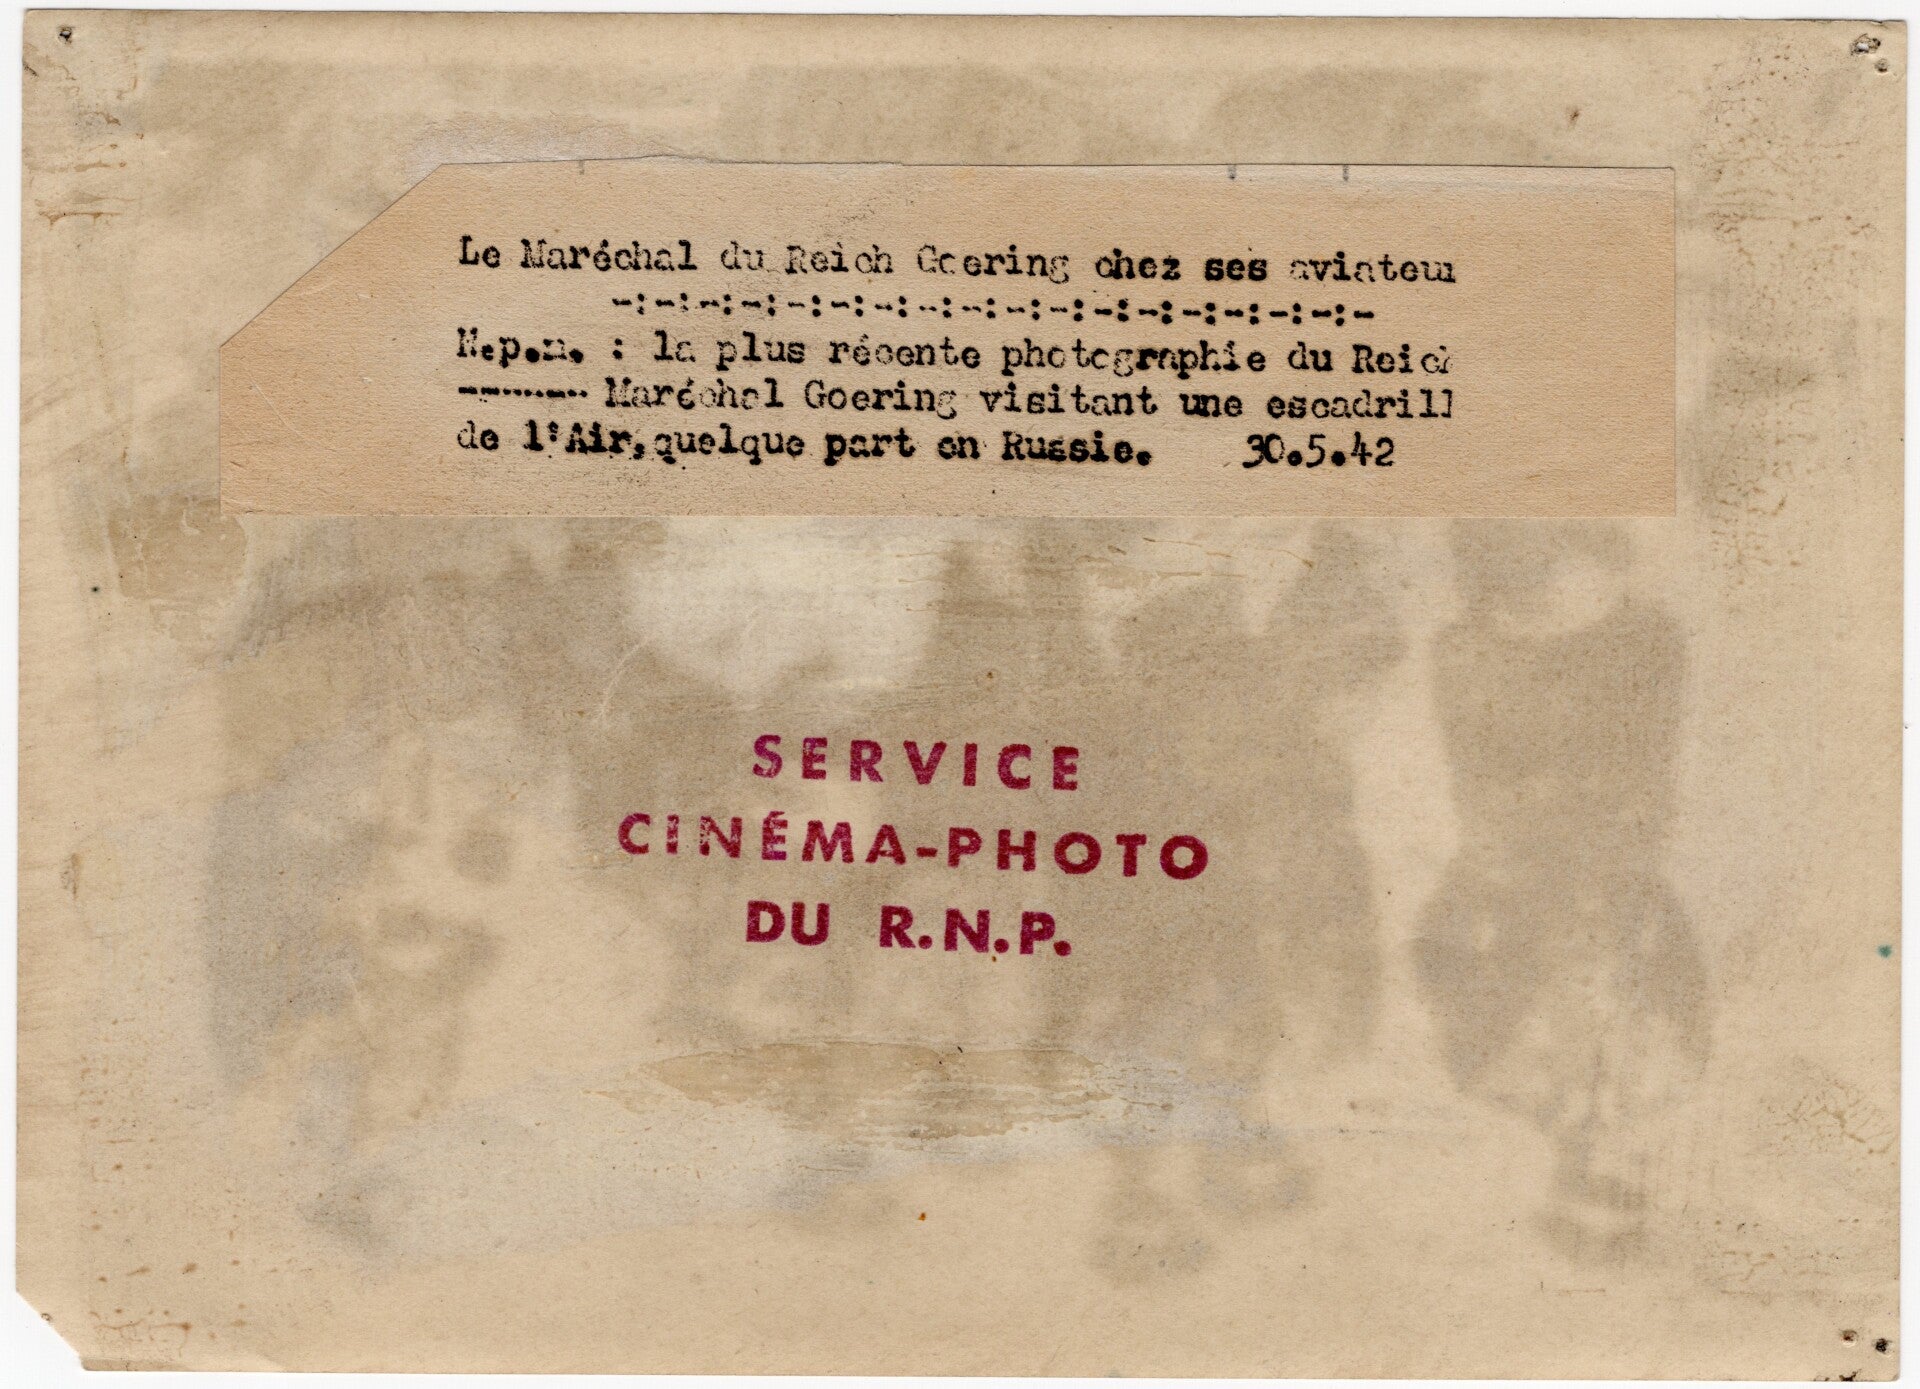 Le Maréchal du Reich Goering chez ses aviateur
-:-:-:-:-:-:-:-:-:-:-:-:-:-:-:-:-:-
N.p.m. : la plus récente photographie du Reich
-------- Maréchal Goering visitant une escadrill
de l'Air,quelque part en Russie. 30.5.42
SERVICE
CINÉMA-PHOTO
DU R.N.P.